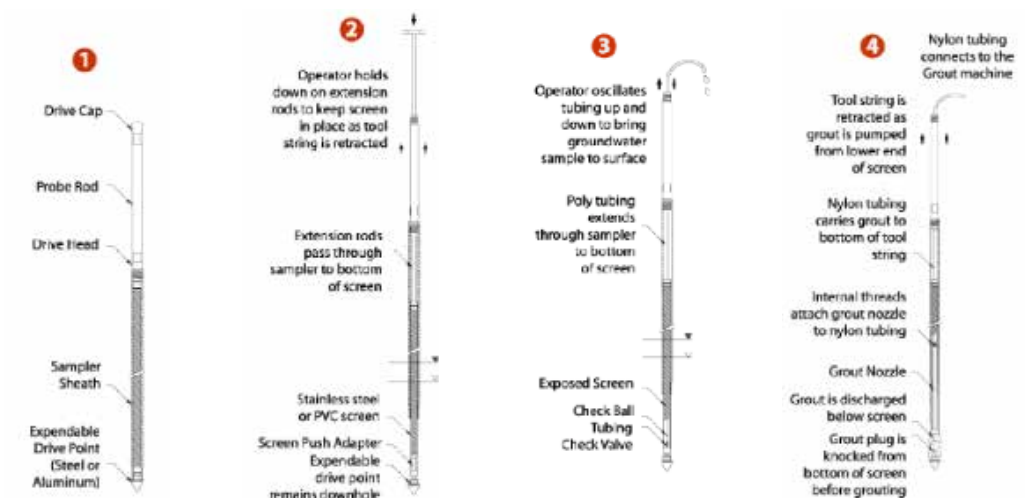 1
Drive Cap
Probe Rod
Drive Head
Sampler
Sheath
Expendable
Drive Point
(Steel or
Aluminum)
2
Operator holds
down on extension
rods to keep screen
in place as tool
string is retracted
Extension rods
pass through
sampler to bottom
of screen
Stainless steel
or PVC screen
Screen Push Adapter
Expendable
drive point
remains downhole
3
Operator oscillates
tubing up and
down to bring
groundwater
sample to surface
Poly tubing
extends
through sampler
to bottom
of screen
Exposed Screen
Check Ball
Tubing
Check Valve
4
Nylon tubing
connects to the
Grout machine
Tool string is
retracted as
grout is pumped
from lower end
of screen
Nylon tubing
carries grout to
bottom of tool
string
Internal threads
attach grout nozzle
to nylon tubing
Grout Nozzle
Grout is discharged
below screen
Grout plug is
knocked from
bottom of screen
before grouting